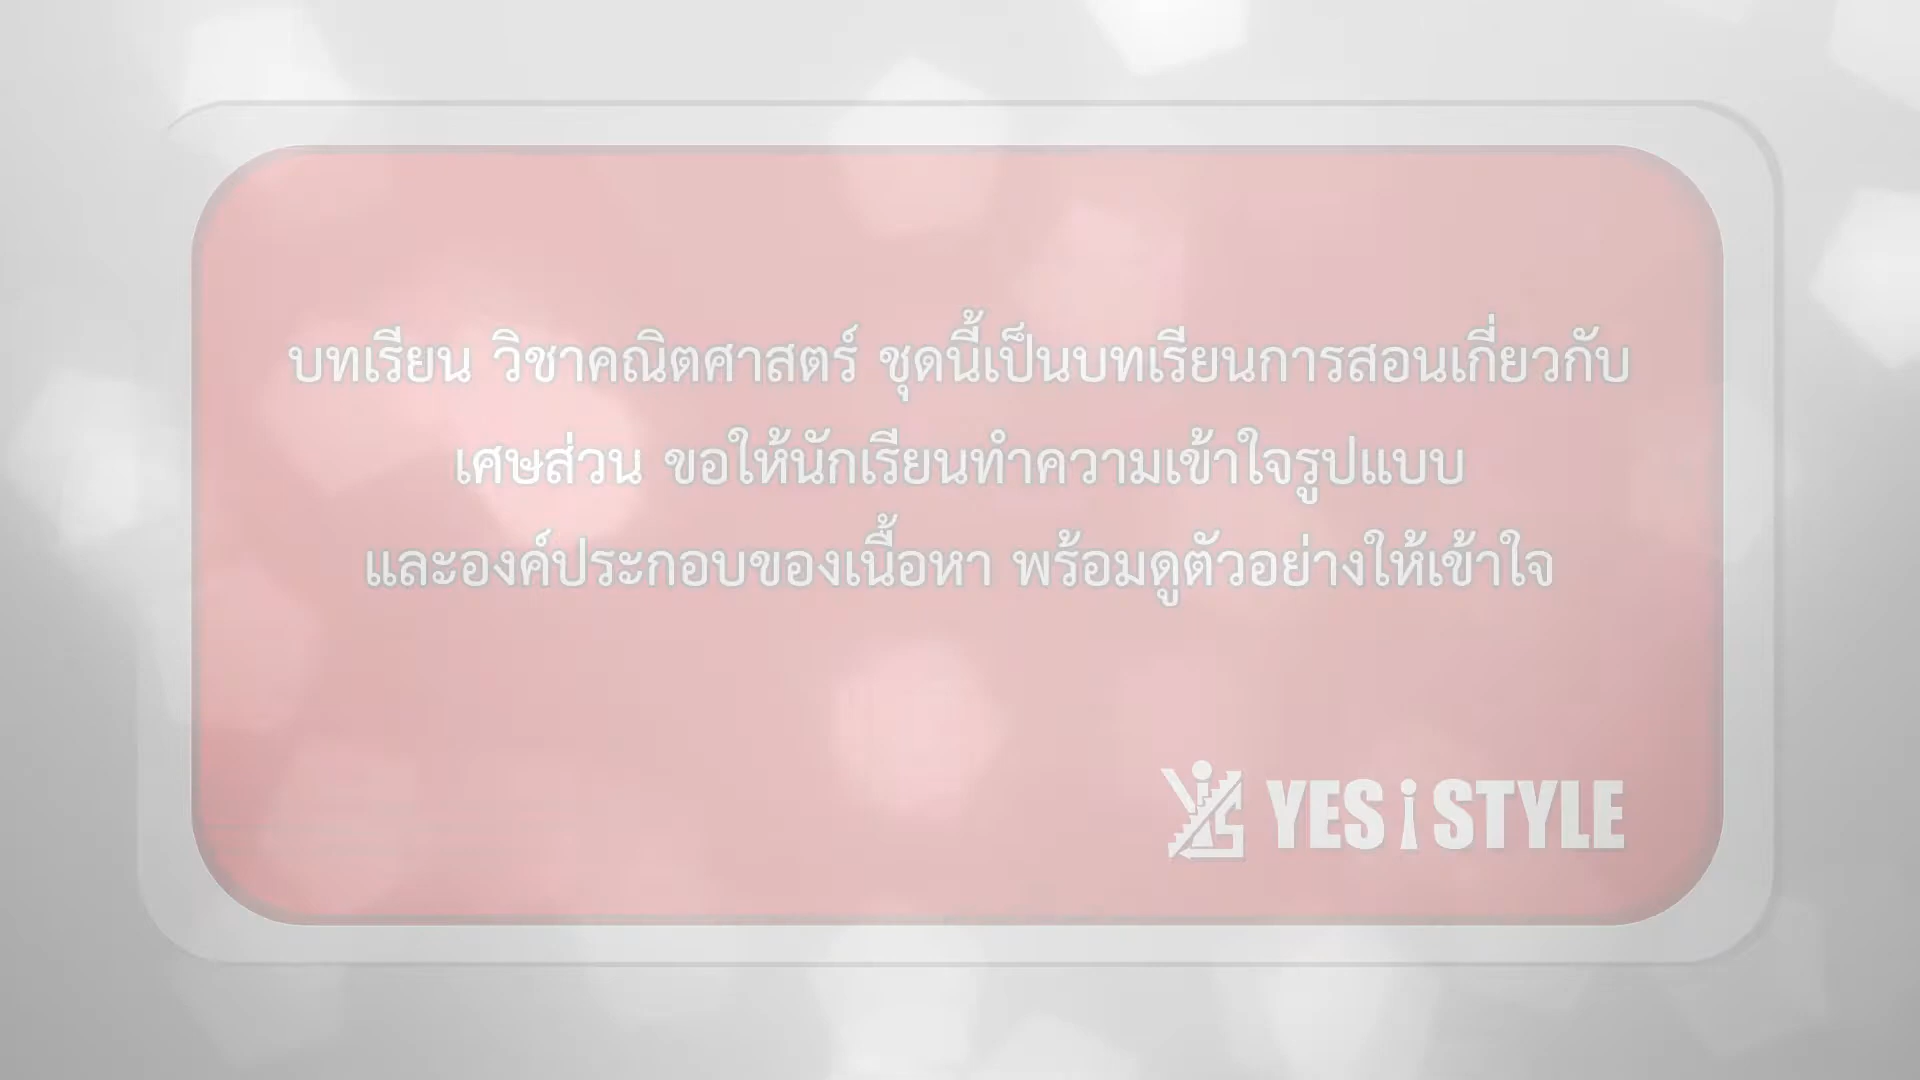 บทเรียน วิชาคณิตศาสตร์ ชุดนี้เป็นบทเรียนการสอนเกี่ยวกับ
เศษส่วน ขอให้นักเรียนทำความเข้าใจรูปแบบ
และองค์ประกอบของเนื้อหา พร้อมดูตัวอย่างให้เข้าใจ
YES i STYLE